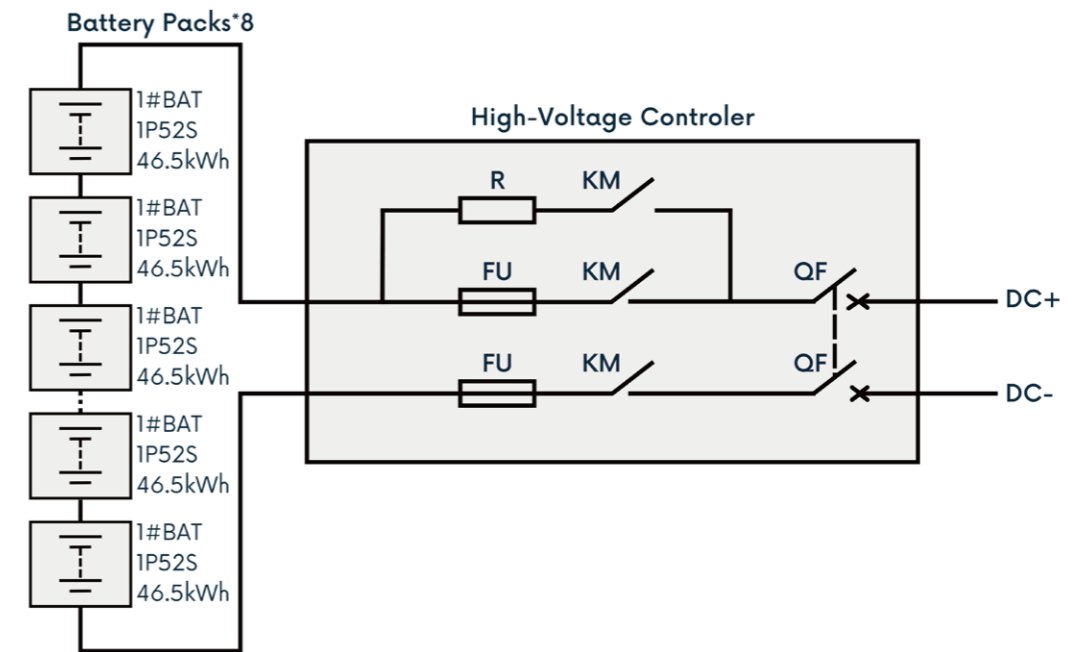 Battery Packs*8
1#BAT
1P52S
46.5kWh
1#BAT
1P52S
46.5kWh
1#BAT
1P52S
46.5kWh
1#BAT
1P52S
46.5kWh
1#BAT
1P52S
46.5kWh
High-Voltage Controler
R KM
FU KM QF
DC+
FU KM QF
DC-